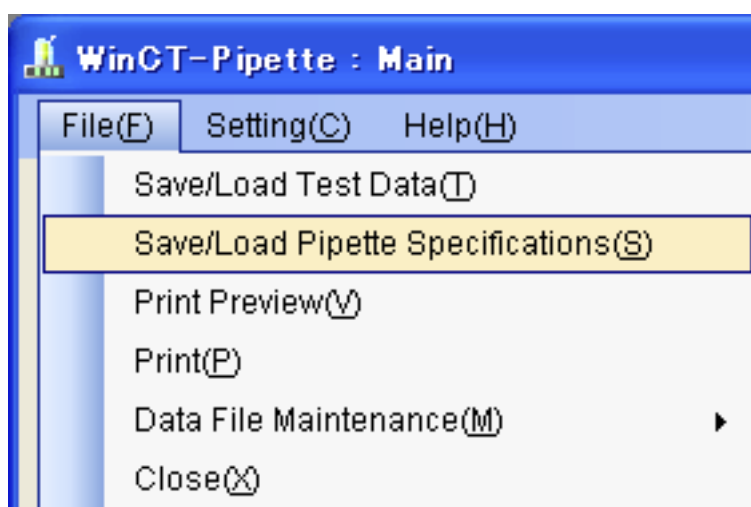 WinCT-Pipette : Main
File(F) Setting(C) Help(H)
Save/Load Test Data(T)
Save/Load Pipette Specifications(S)
Print Preview(V)
Print(P)
Data File Maintenance(M)
Close(X)